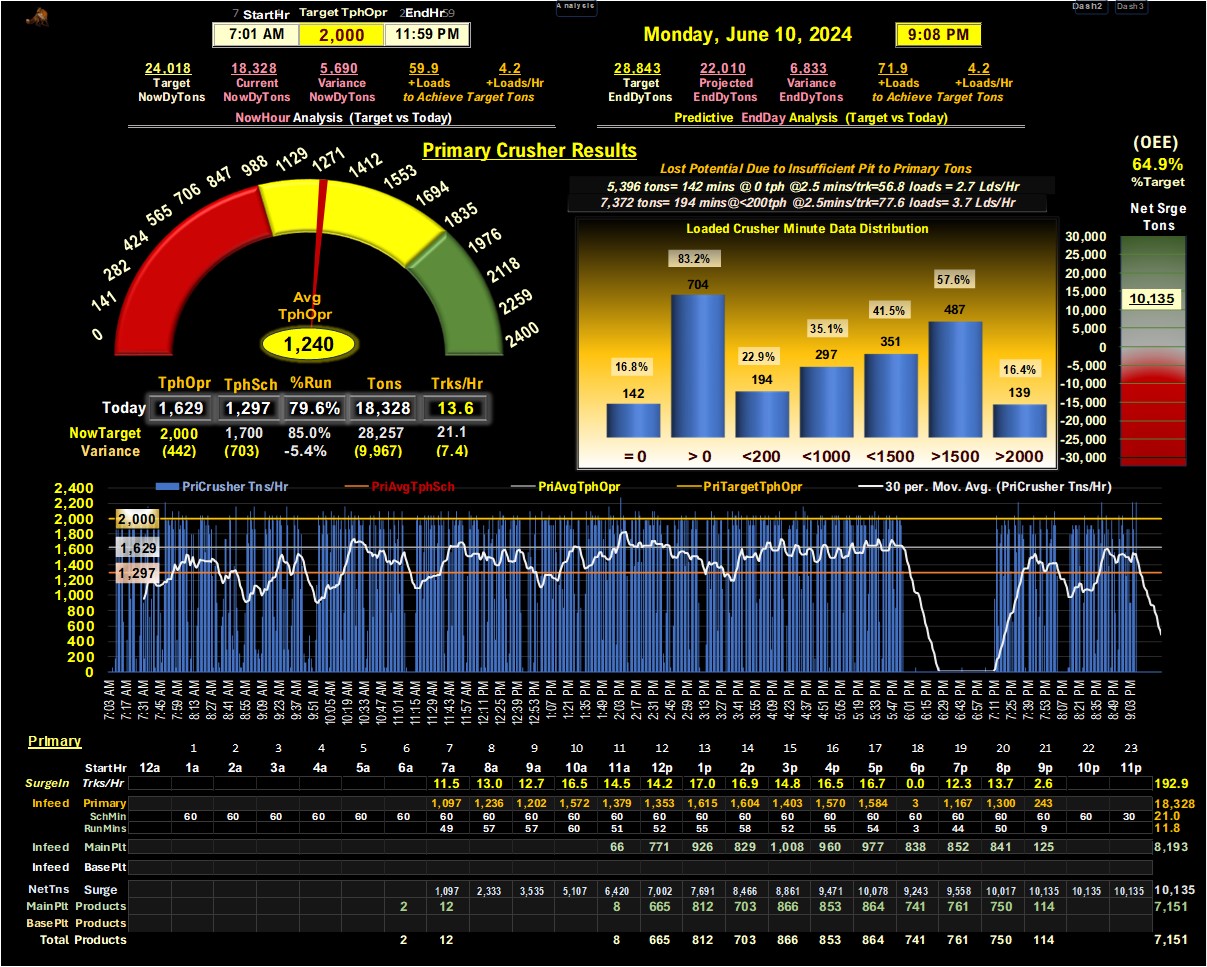 Analysis
Dash2 Dash3
7 StartHr Target TphOpr EndHr
7:01 AM 2,000 11:59 PM
Monday, June 10, 2024 9:08 PM
24,018 18,328 5,690 59.9 4.2
Target Current Variance +Loads +Loads/Hr
NowDyTons NowDyTons NowDyTons to Achieve Target Tons
NowHour Analysis (Target vs Today)
28,843 22,010 6,833 71.9 4.2
Target Projected Variance +Loads +Loads/Hr
EndDyTons EndDyTons EndDyTons to Achieve Target Tons
Predictive EndDay Analysis (Target vs Today)
Primary Crusher Results
0 141 282 424 565 706 847 988 1129 1271 1412 1553 1694 1835 1976 2118 2259 2400
Avg
TphOpr
1,240
TphOpr TphSch %Run Tons Trks/Hr
Today 1,629 1,297 79.6% 18,328 13.6
NowTarget 2,000 1,700 85.0% 28,257 21.1
Variance (442) (703) -5.4% (9,967) (7.4)
Lost Potential Due to Insufficient Pit to Primary Tons
5,396 tons= 142 mins @ 0 tph @2.5 mins/trk=56.8 loads = 2.7 Lds/Hr
7,372 tons= 194 mins@<200tph @2.5mins/trk=77.6 loads= 3.7 Lds/Hr
Loaded Crusher Minute Data Distribution
16.8% 83.2% 22.9% 35.1% 41.5% 57.6% 16.4%
142 704 194 297 351 487 139
= 0 > 0 <200 <1000 <1500 >1500 >2000
(OEE)
64.9%
%Target
Net Srge
Tons
30,000
25,000
20,000
15,000
10,135
10,000
5,000
0
-5,000
-10,000
-15,000
-20,000
-25,000
-30,000
PriCrusher Tns/Hr PriAvgTphSch PriAvgTphOpr PriTargetTphOpr 30 per. Mov. Avg. (PriCrusher Tns/Hr)
2,400
2,200
2,000
1,800
1,600
1,400
1,200
1,000
800
600
400
200
0
2,000
1,629
1,297
7:03 AM 7:17 AM 7:31 AM 7:45 AM 7:59 AM 8:13 AM 8:27 AM 8:41 AM 8:55 AM 9:09 AM 9:23 AM 9:37 AM 9:51 AM 10:05 AM 10:19 AM 10:33 AM 10:47 AM 11:01 AM 11:15 AM 11:29 AM 11:43 AM 11:57 AM 12:11 PM 12:25 PM 12:39 PM 12:53 PM 1:07 PM 1:21 PM 1:35 PM 1:49 PM 2:03 PM 2:17 PM 2:31 PM 2:45 PM 2:59 PM 3:13 PM 3:27 PM 3:41 PM 3:55 PM 4:09 PM 4:23 PM 4:37 PM 4:51 PM 5:05 PM 5:19 PM 5:33 PM 5:47 PM 6:01 PM 6:15 PM 6:29 PM 6:43 PM 6:57 PM 7:11 PM 7:25 PM 7:39 PM 7:53 PM 8:07 PM 8:21 PM 8:35 PM 8:49 PM 9:03 PM
Primary
1 2 3 4 5 6 7 8 9 10 11 12 13 14 15 16 17 18 19 20 21 22 23
StartHr 12a 1a 2a 3a 4a 5a 6a 7a 8a 9a 10a 11a 12p 1p 2p 3p 4p 5p 6p 7p 8p 9p 10p 11p
SurgeIn Trks/Hr 11.5 13.0 12.7 16.5 14.5 14.2 17.0 16.9 14.8 16.5 16.7 0.0 12.3 13.7 2.6 192.9
Infeed Primary 1,097 1,236 1,202 1,572 1,379 1,353 1,615 1,604 1,403 1,570 1,584 3 1,167 1,300 243 18,328
SchMin 60 60 60 60 60 60 60 60 60 60 60 60 60 60 60 60 60 60 60 60 60 60 30 21.0
RunMins 49 57 57 60 51 52 55 58 52 55 54 3 44 50 9 11.8
Infeed MainPlt 66 771 926 829 1,008 960 977 838 852 841 125 8,193
Infeed BasePlt
NetTns Surge 1,097 2,333 3,535 5,107 6,420 7,002 7,691 8,466 8,861 9,471 10,078 9,243 9,558 10,017 10,135 10,135 10,135 10,135
MainPlt Products 2 12 8 665 812 703 866 853 864 741 761 750 114 7,151
BasePlt Products
Total Products 2 12 8 665 812 703 866 853 864 741 761 750 114 7,151